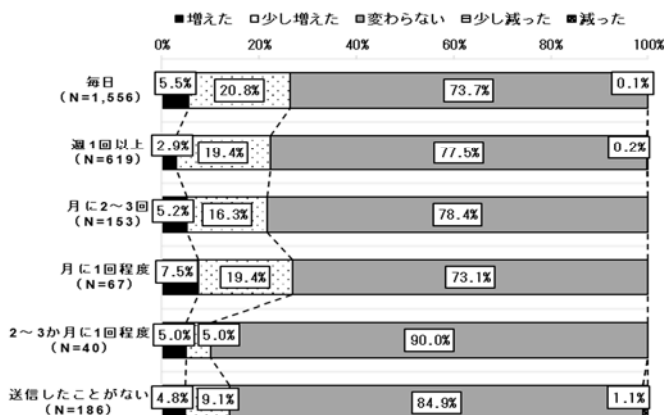 ■増えた □少し増えた ■変わらない ▤少し減った ■減った
0% 20% 40% 60% 80% 100%
毎日
(N=1,556)
5.5% 20.8% 73.7% 0.1%
週1回以上
(N=619)
2.9% 19.4% 77.5% 0.2%
月に2～3回
(N=153)
5.2% 16.3% 78.4%
月に1回程度
(N=67)
7.5% 19.4% 73.1%
2～3か月に1回程度
(N=40)
5.0% 5.0% 90.0%
送信したことがない
(N=186)
4.8% 9.1% 84.9% 1.1%